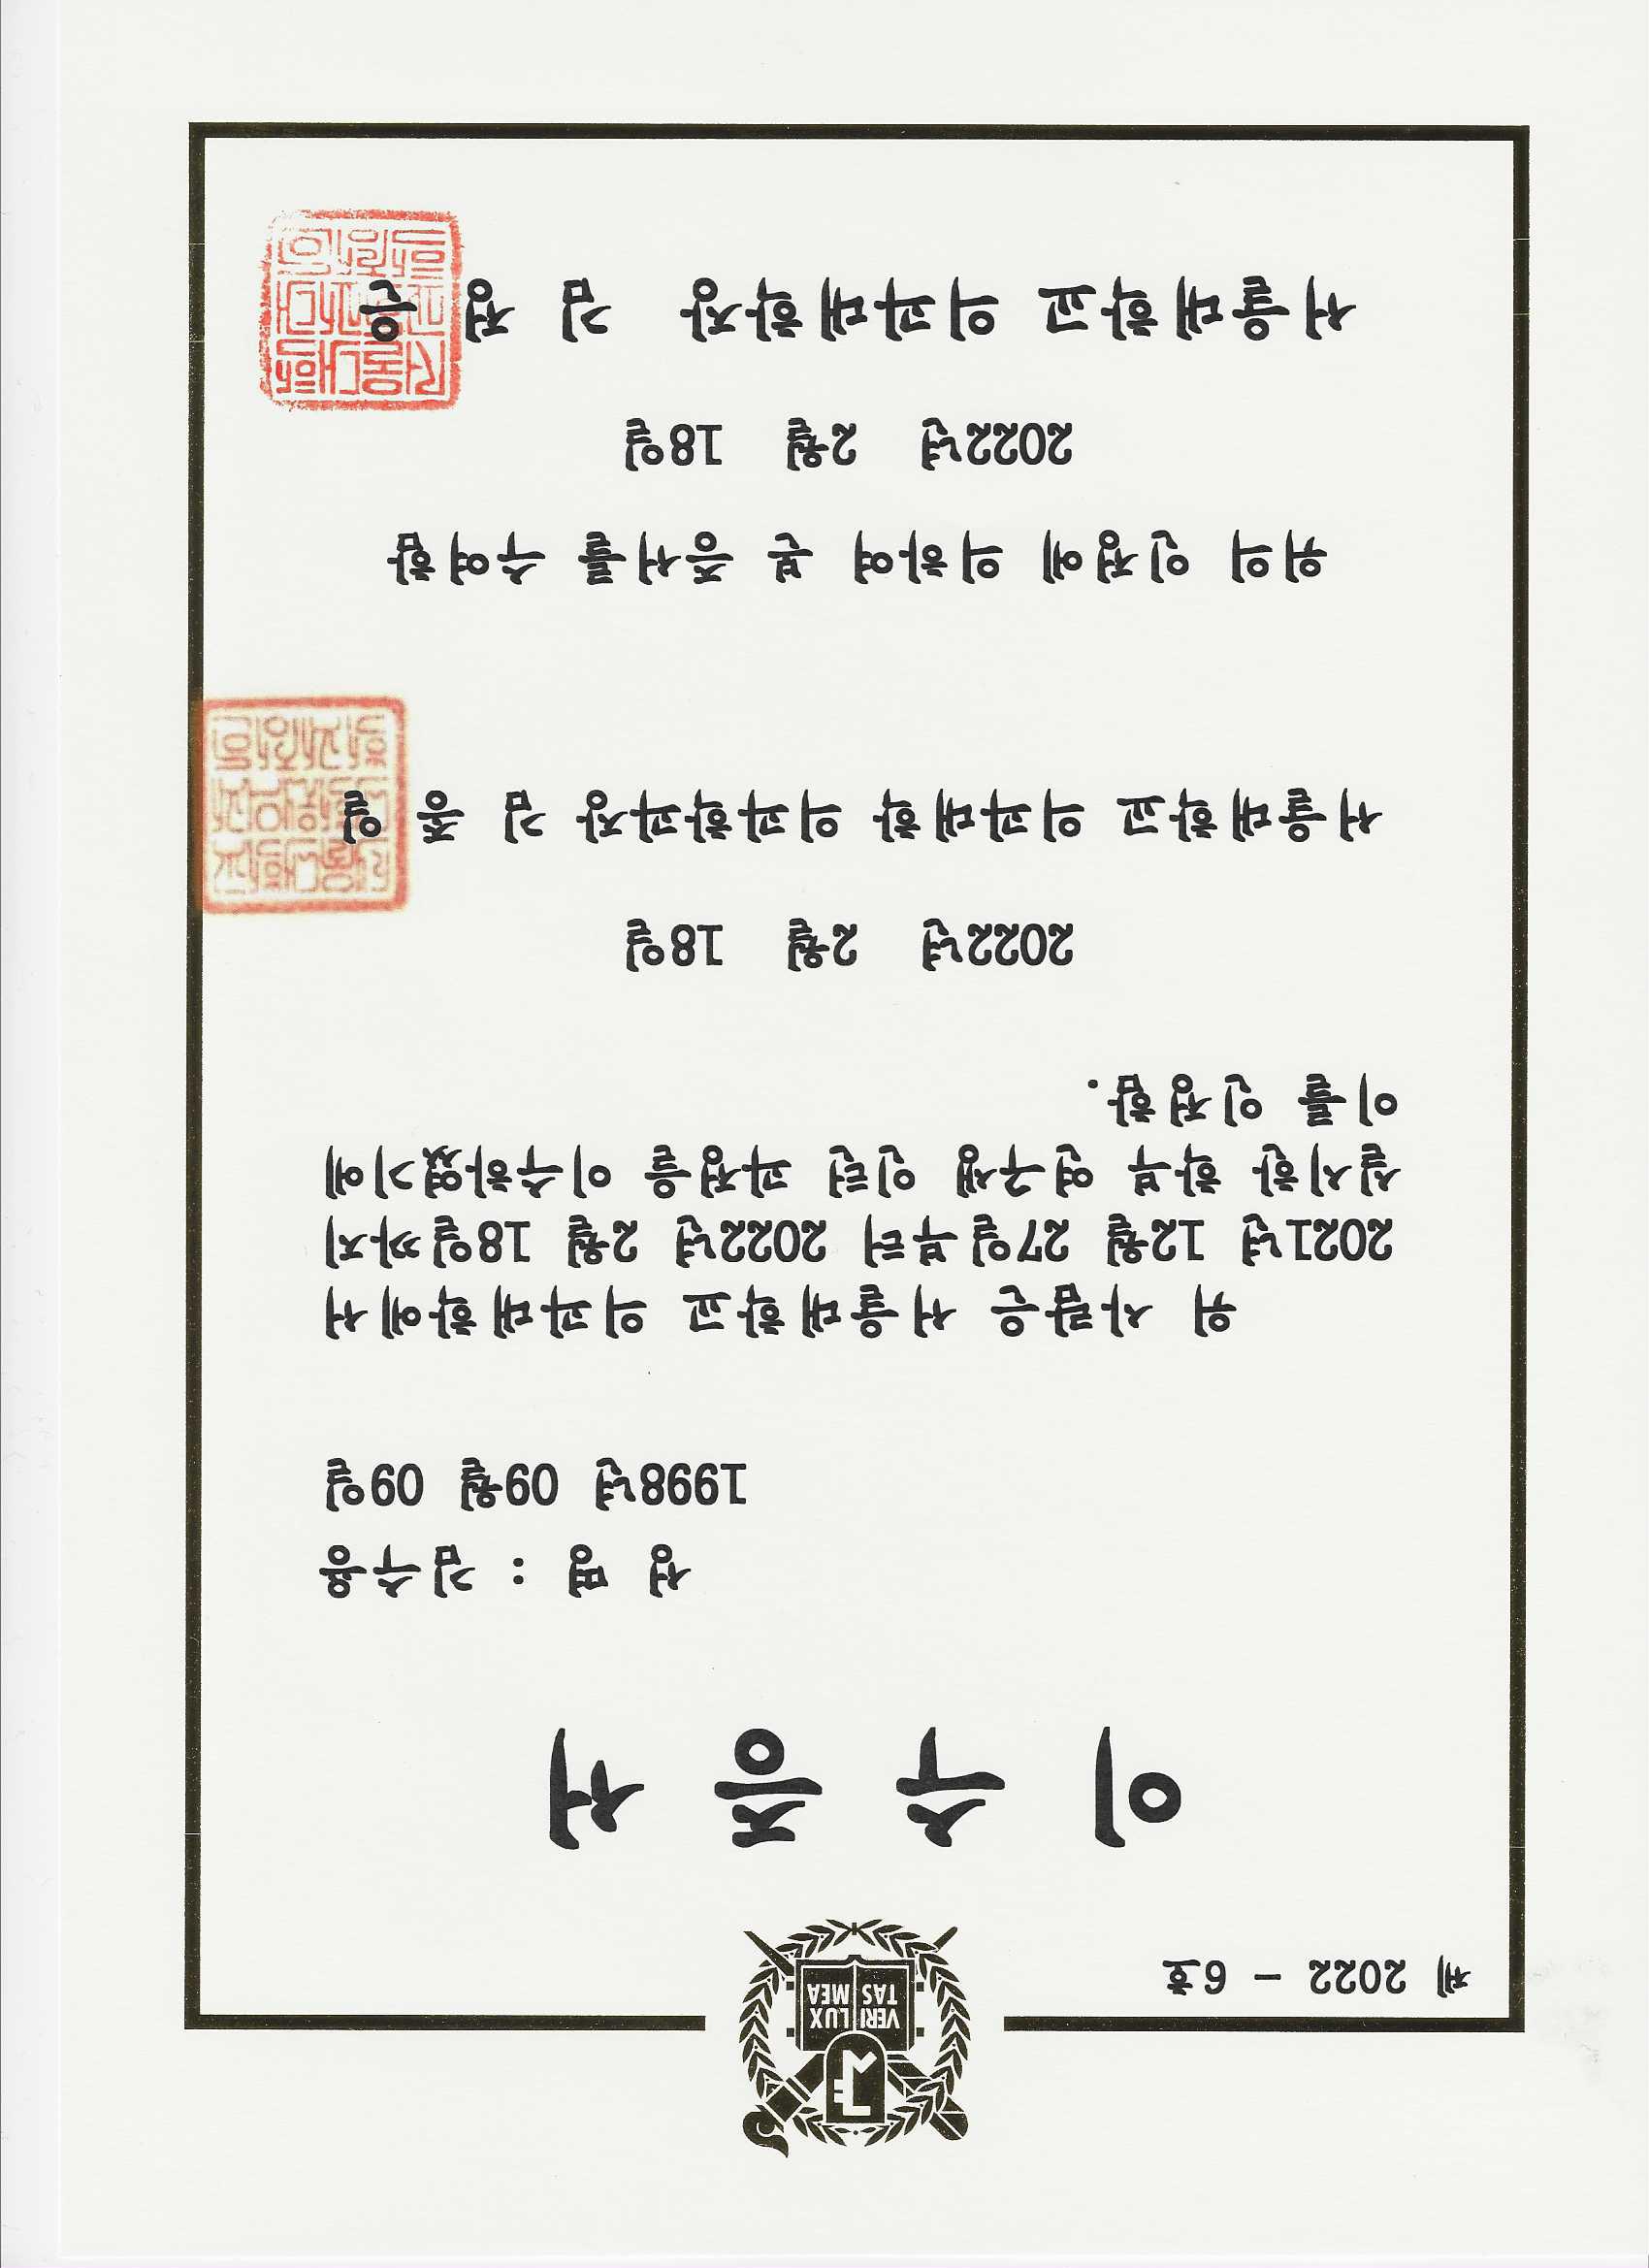 제 2022 - 6호
VERI LUX
TAS MEA
이 수 증 서
성 명 :
1998년 09월 09일
위 사람은 서울대학교 의과대학에서
2021년 12월 27일부터 2022년 2월 18일까지
실시한 학부 연구생 인턴 과정을 이수하였기에
이를 인정함.
2022년 2월 18일
서울대학교 의과대학 의과학과장 김 종 일
위의 인정에 의하여 본 증서를 수여함
2022년 2월 18일
서울대학교 의과대학장 김 정 은